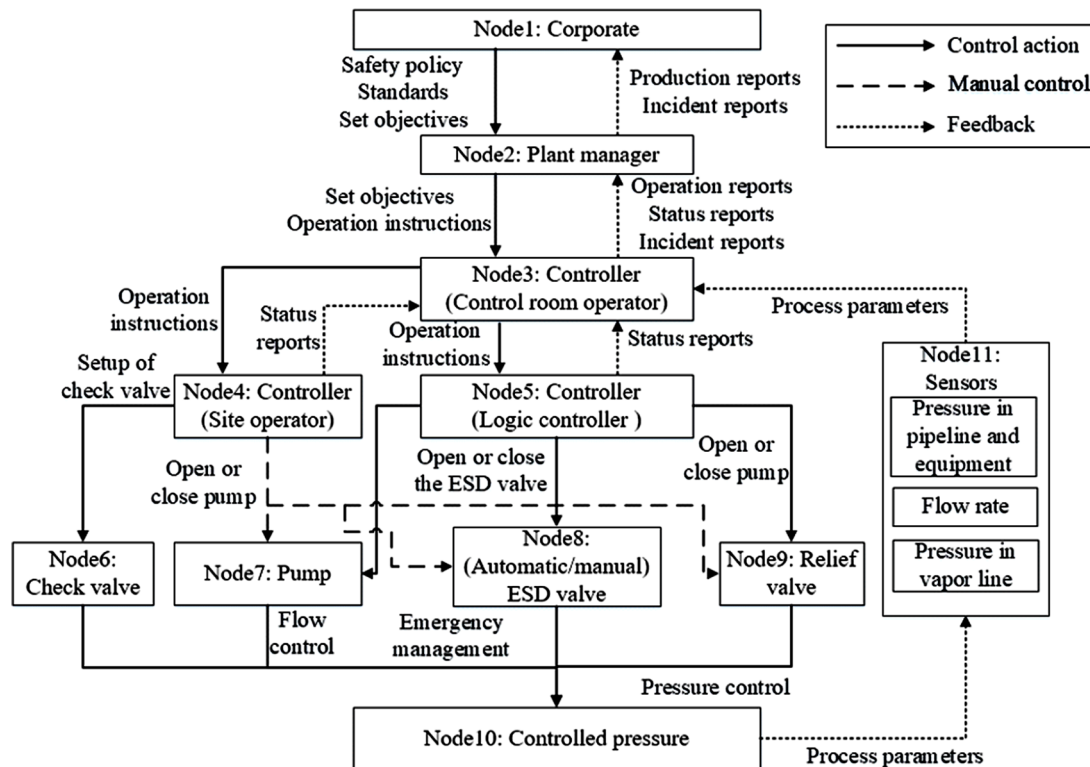 Node1: Corporate
Control action
Manual control
Feedback
Safety policy
Standards
Set objectives
Production reports
Incident reports
Node2: Plant manager
Set objectives
Operation instructions
Operation reports
Status reports
Incident reports
Node3: Controller
(Control room operator)
Process parameters
Operation
instructions
Status
reports
Operation
instructions
Status reports
Setup of
check valve
Node4: Controller
(Site operator)
Node5: Controller
(Logic controller )
Node11:
Sensors
Pressure in
pipeline and
equipment
Flow rate
Pressure in
vapor line
Open or
close pump
Open or close
the ESD valve
Open or
close pump
Node6:
Check valve
Node7: Pump
Node8:
(Automatic/manual)
ESD valve
Node9: Relief
valve
Flow
control
Emergency
management
Pressure control
Node10: Controlled pressure
Process parameters